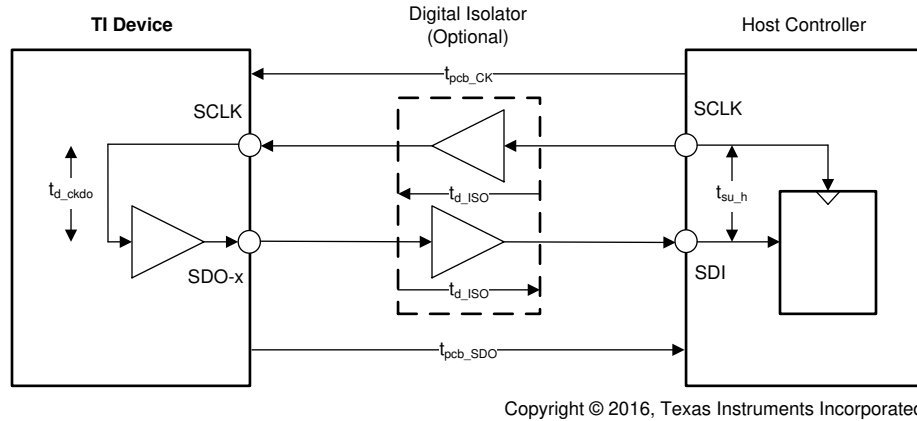 TI Device
Digital Isolator
(Optional)
Host Controller
tpcb_CK
SCLK
SCLK
td_ckdo
td_ISO
tsu_h
SDO-x
SDI
td_ISO
tpcb_SDO
Copyright © 2016, Texas Instruments Incorporated